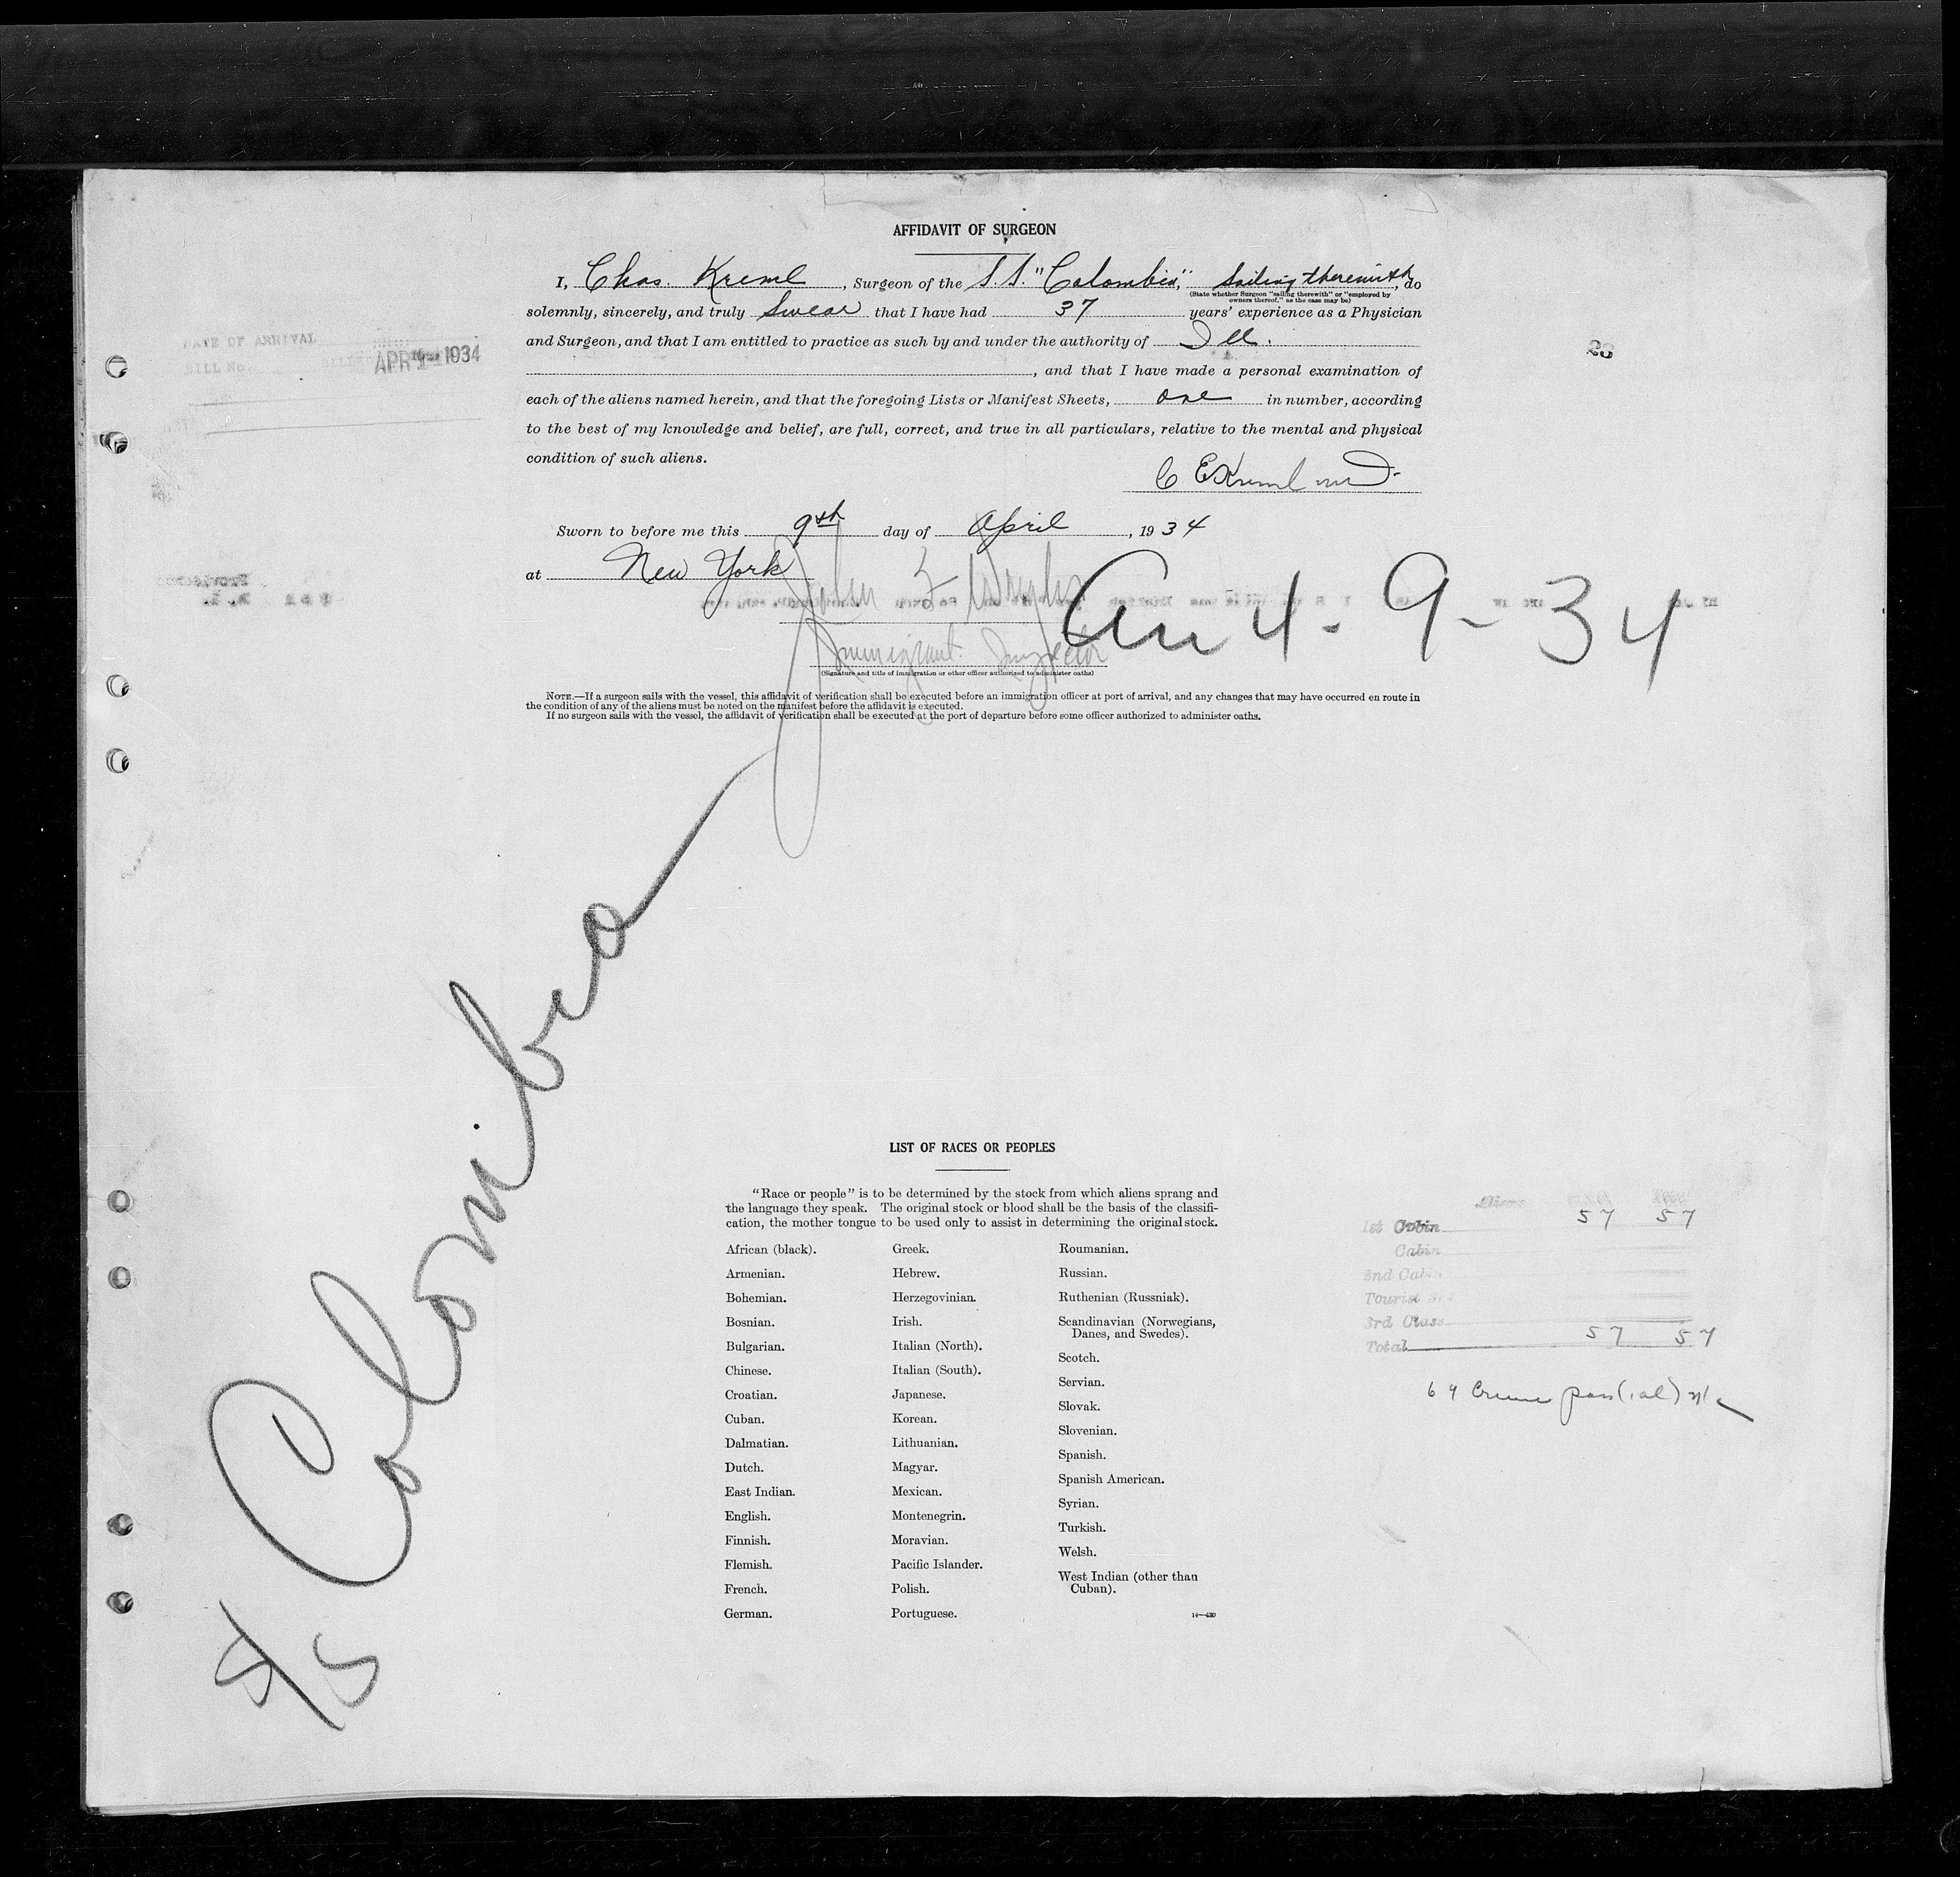 AFFIDAVIT OF SURGEON
I, Chas. Kreml, Surgeon of the S.S. "Colombia," Sailing therewith, do
(State whether Surgeon "sailing therewith" or "employed by
owners thereof," as the case may be)
solemnly, sincerely, and truly Swear that I have had 37 years' experience as a Physician
and Surgeon, and that I am entitled to practice as such by and under the authority of Ill.
, and that I have made a personal examination of
each of the aliens named herein, and that the foregoing Lists or Manifest Sheets, one in number, according
to the best of my knowledge and belief, are full, correct, and true in all particulars, relative to the mental and physical
condition of such aliens.
C E Kreml MD.
DATE OF ARRIVAL
BILL No.
APR 1934
Sworn to before me this 9th day of April, 1934
at New York
John
Immigrant Inspector
(Signature and title of immigration or other officer authorized to administer oaths)
4-9-34
NOTE.—If a surgeon sails with the vessel, this affidavit of verification shall be executed before an immigration officer at port of arrival, and any changes that may have occurred en route in
the condition of any of the aliens must be noted on the manifest before the affidavit is executed.
If no surgeon sails with the vessel, the affidavit of verification shall be executed at the port of departure before some officer authorized to administer oaths.
S/S Colombia
LIST OF RACES OR PEOPLES
"Race or people" is to be determined by the stock from which aliens sprang and
the language they speak. The original stock or blood shall be the basis of the classifi-
cation, the mother tongue to be used only to assist in determining the original stock.
African (black).
Armenian.
Bohemian.
Bosnian.
Bulgarian.
Chinese.
Croatian.
Cuban.
Dalmatian.
Dutch.
East Indian.
English.
Finnish.
Flemish.
French.
German.
Greek.
Hebrew.
Herzegovinian.
Irish.
Italian (North).
Italian (South).
Japanese.
Korean.
Lithuanian.
Magyar.
Mexican.
Montenegrin.
Moravian.
Pacific Islander.
Polish.
Portuguese.
Roumanian.
Russian.
Ruthenian (Russniak).
Scandinavian (Norwegians,
Danes, and Swedes).
Scotch.
Servian.
Slovak.
Slovenian.
Spanish.
Spanish American.
Syrian.
Turkish.
Welsh.
West Indian (other than
Cuban).
Aliens
1st Cabin 57 57
Cabin
2nd Cabin
Tourist
3rd Class
Total 57 57